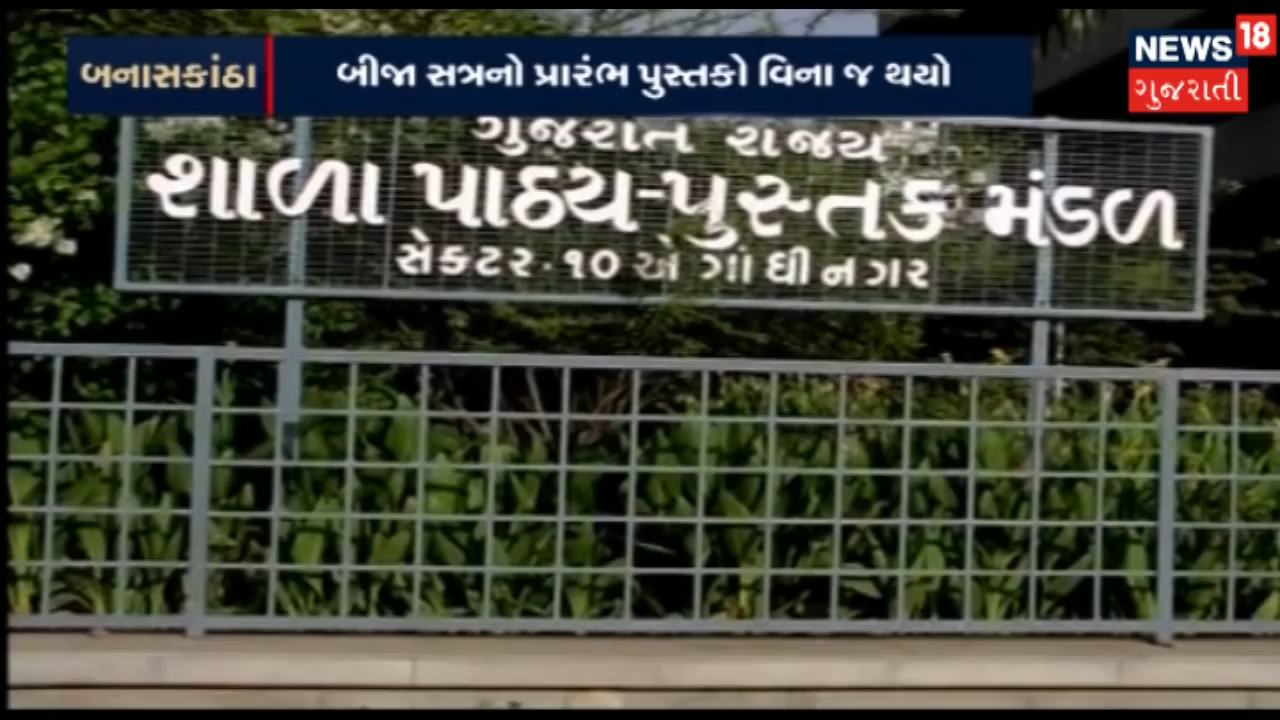 બનાસકાંઠા
બીજા સત્રનો પ્રારંભ પુસ્તકો વિના જ થયો
NEWS 18
ગુજરાતી
ગુજરાત રાજ્ય
શાળા પાઠ્ય-પુસ્તક મંડળ
સેક્ટર-૧૦ એ ગાંધીનગર